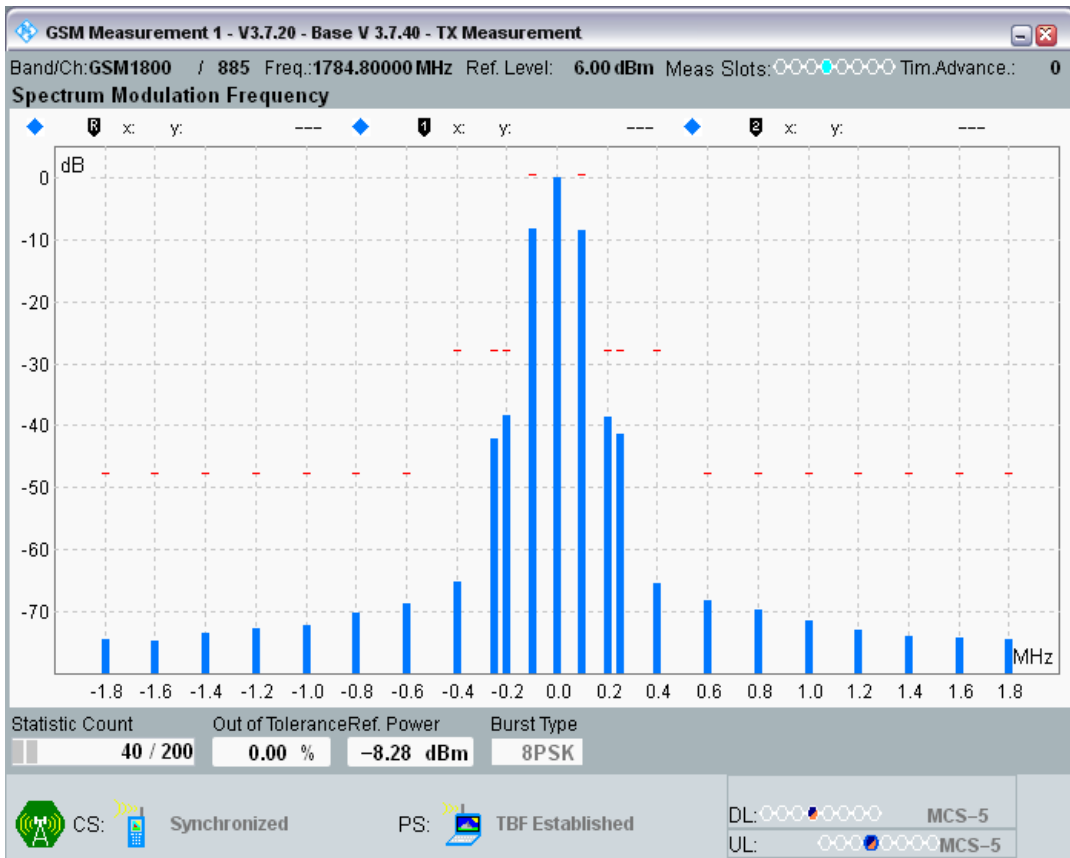 GSM Measurement 1 - V3.7.20 - Base V 3.7.40 - TX Measurement
Band/Ch:GSM1800 / 885 Freq.:1784.80000 MHz Ref. Level: 6.00 dBm Meas Slots: Tim.Advance.: 0
Spectrum Modulation Frequency
R x: y: --- 1 x: y: --- 2 x: y: ---
dB
0
-10
-20
-30
-40
-50
-60
-70
MHz
-1.8 -1.6 -1.4 -1.2 -1.0 -0.8 -0.6 -0.4 -0.2 0.0 0.2 0.4 0.6 0.8 1.0 1.2 1.4 1.6 1.8
Statistic Count Out of Tolerance Ref. Power Burst Type
40 / 200 0.00 % -8.28 dBm 8PSK
CS: Synchronized PS: TBF Established
DL: MCS-5
UL: MCS-5